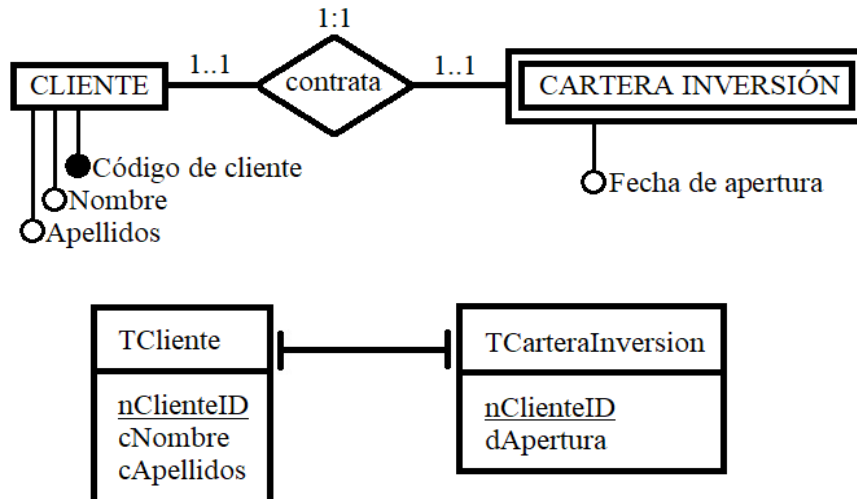 1:1
CLIENTE
1..1
contrata
1..1
CARTERA INVERSIÓN
Código de cliente
Nombre
Apellidos
Fecha de apertura
TCliente
nClienteID
cNombre
cApellidos
TCarteraInversion
nClienteID
dApertura